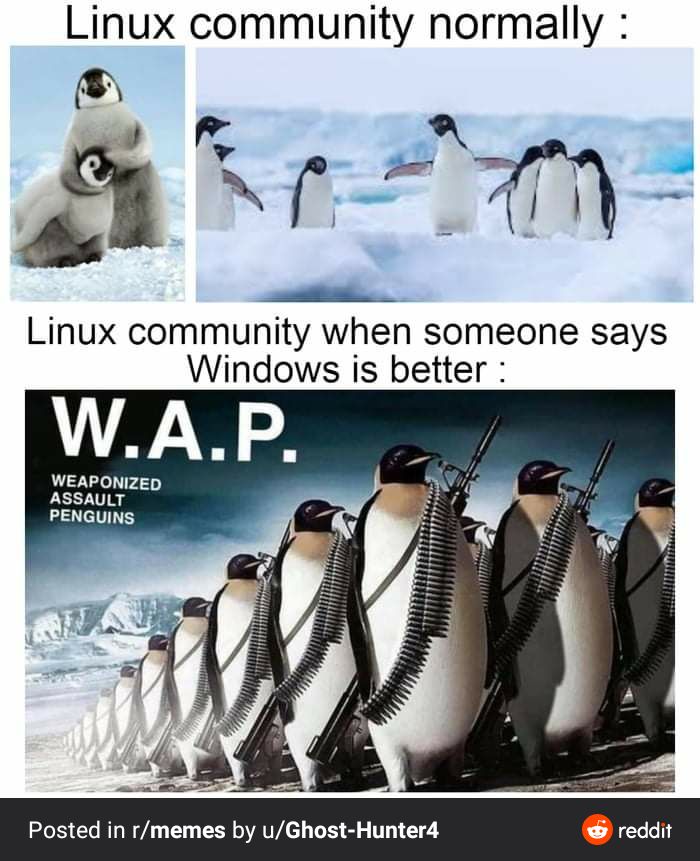 Linux community normally :
Linux community when someone says
Windows is better :
W.A.P.
WEAPONIZED
ASSAULT
PENGUINS
Posted in r/memes by u/Ghost-Hunter4
reddit